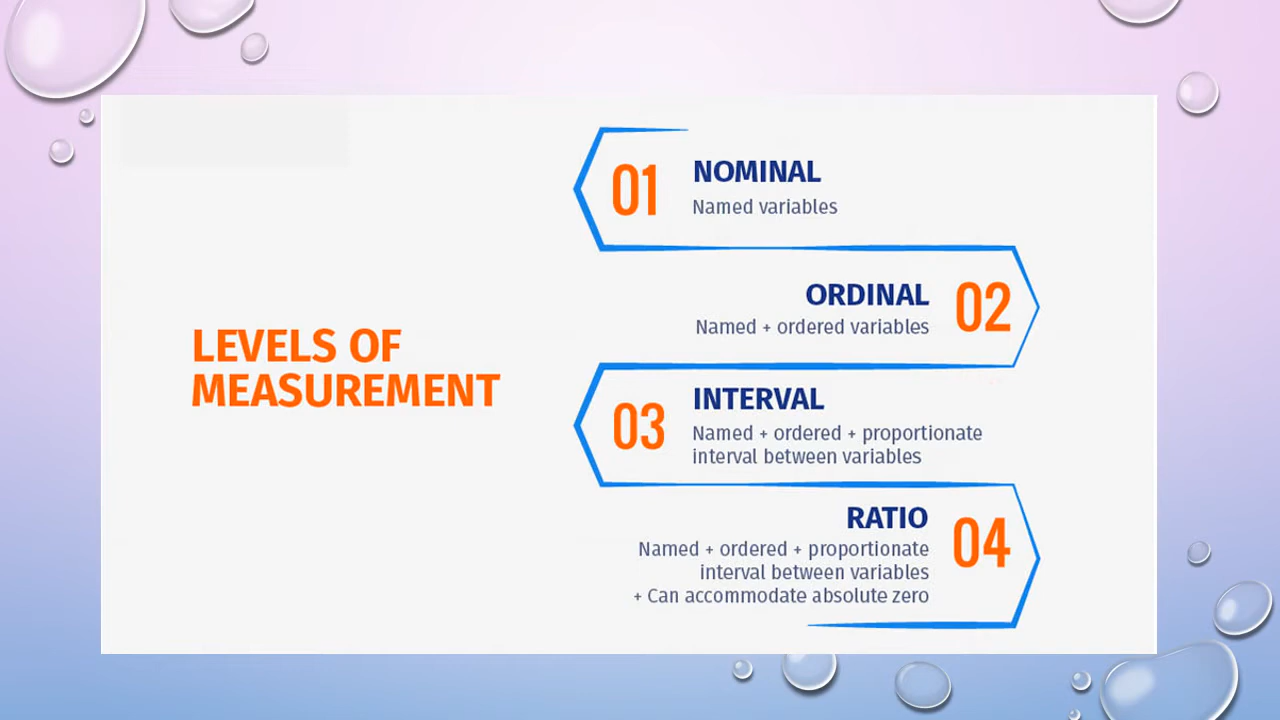 LEVELS OF
MEASUREMENT
01
NOMINAL
Named variables
ORDINAL
02
Named + ordered variables
03
INTERVAL
Named + ordered + proportionate
interval between variables
RATIO
04
Named + ordered + proportionate
interval between variables
+ Can accommodate absolute zero